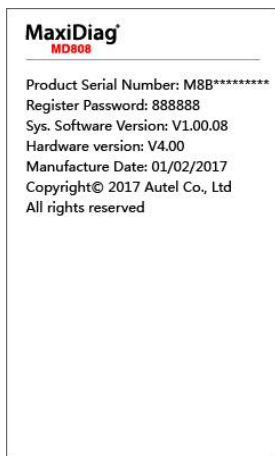 MaxiDiag+
MD808
Product Serial Number: M8B*********
Register Password: 888888
Sys. Software Version: V1.00.08
Hardware version: V4.00
Manufacture Date: 01/02/2017
Copyright© 2017 Autel Co., Ltd
All rights reserved